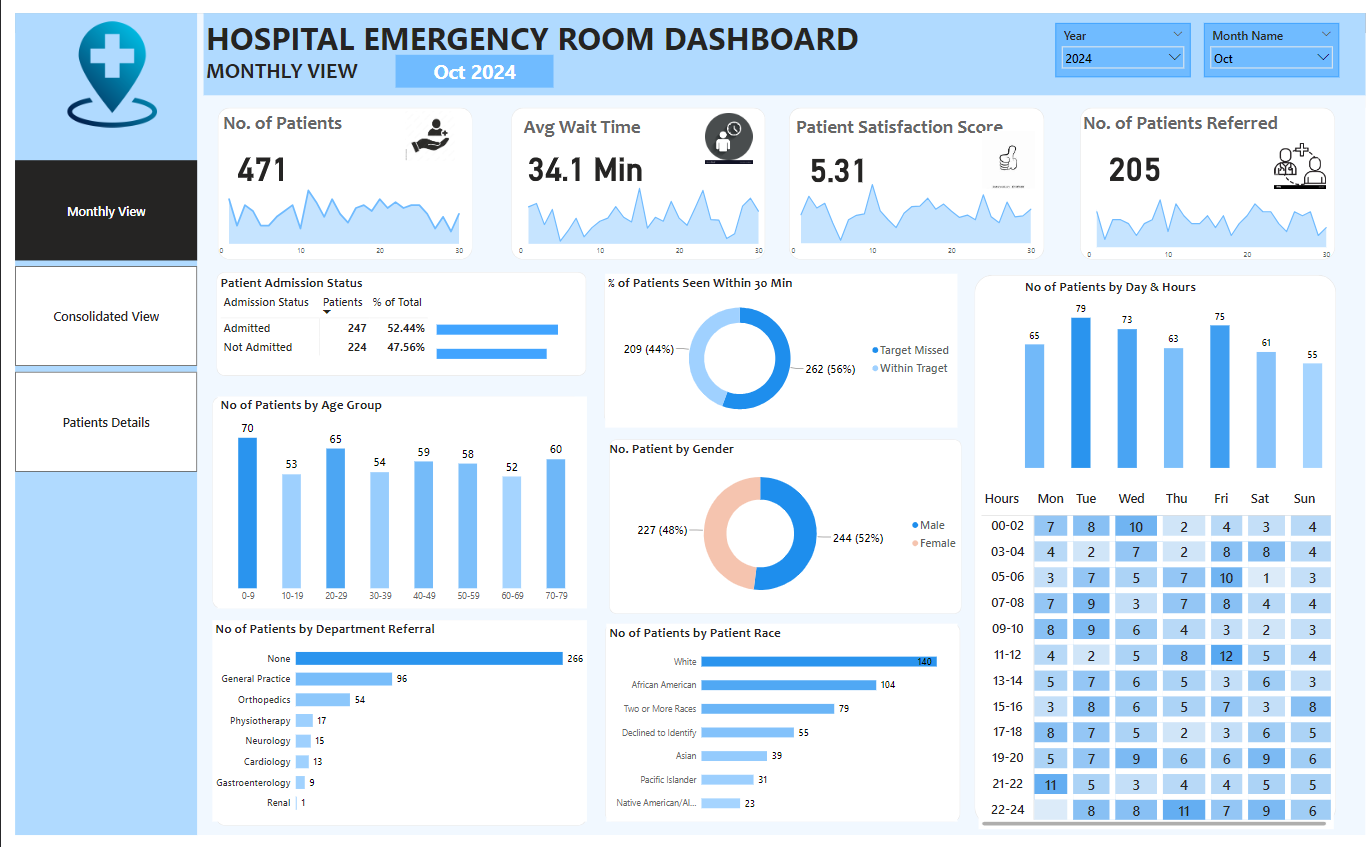 HOSPITAL EMERGENCY ROOM DASHBOARD
MONTHLY VIEW
Oct 2024
Year
2024
Month Name
Oct
Monthly View
Consolidated View
Patients Details
No. of Patients
471
0 10 20 30
Avg Wait Time
34.1 Min
0 10 20 30
Patient Satisfaction Score
5.31
0 10 20 30
No. of Patients Referred
205
0 10 20 30
Patient Admission Status
Admission Status Patients % of Total
Admitted 247 52.44%
Not Admitted 224 47.56%
% of Patients Seen Within 30 Min
209 (44%)
262 (56%)
Target Missed
Within Traget
No of Patients by Age Group
70 53 65 54 59 58 52 60
0-9 10-19 20-29 30-39 40-49 50-59 60-69 70-79
No. Patient by Gender
227 (48%)
244 (52%)
Male
Female
No of Patients by Department Referral
None 266
General Practice 96
Orthopedics 54
Physiotherapy 17
Neurology 15
Cardiology 13
Gastroenterology 9
Renal 1
No of Patients by Patient Race
White 140
African American 104
Two or More Races 79
Declined to Identify 55
Asian 39
Pacific Islander 31
Native American/Al... 23
No of Patients by Day & Hours
65 79 73 63 75 61 55
Hours Mon Tue Wed Thu Fri Sat Sun
00-02 7 8 10 2 4 3 4
03-04 4 2 7 2 8 8 4
05-06 3 7 5 7 10 1 3
07-08 7 9 3 7 8 4 4
09-10 8 9 6 4 3 2 3
11-12 4 2 5 8 12 5 4
13-14 5 7 6 5 3 6 3
15-16 3 8 6 5 7 3 8
17-18 8 7 5 2 3 6 5
19-20 5 7 9 6 6 9 6
21-22 11 5 3 4 4 5 5
22-24 8 8 11 7 9 6